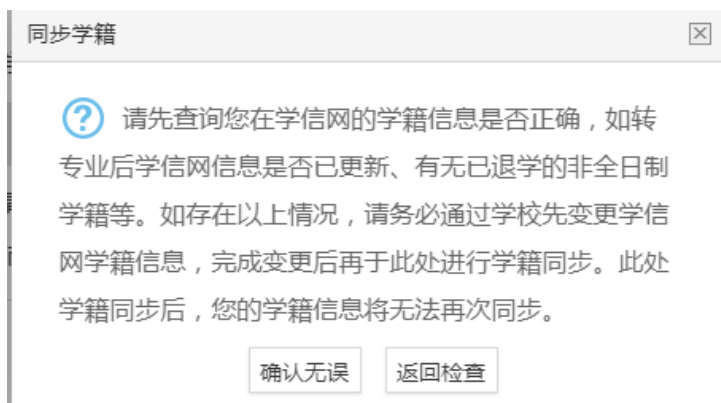 同步学籍
请先查询您在学信网的学籍信息是否正确，如转
专业后学信网信息是否已更新、有无已退学的非全日制
学籍等。如存在以上情况，请务必通过学校先变更学信
网学籍信息，完成变更后再于此处进行学籍同步。此处
学籍同步后，您的学籍信息将无法再次同步。
确认无误 返回检查